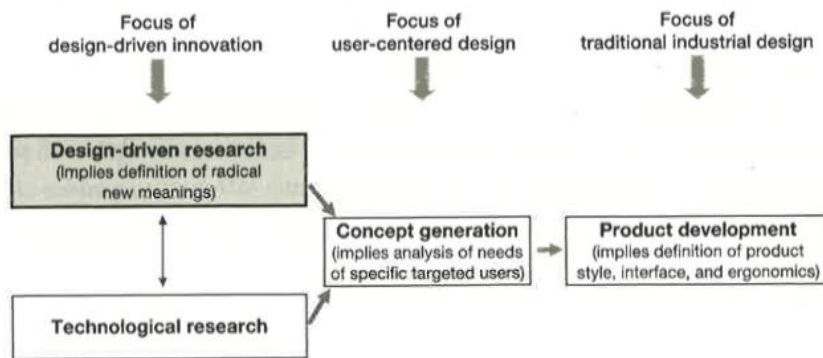 Focus of
design-driven innovation
Focus of
user-centered design
Focus of
traditional industrial design
Design-driven research
(Implies definition of radical
new meanings)
Concept generation
(implies analysis of needs
of specific targeted users)
Product development
(implies definition of product
style, interface, and ergonomics)
Technological research